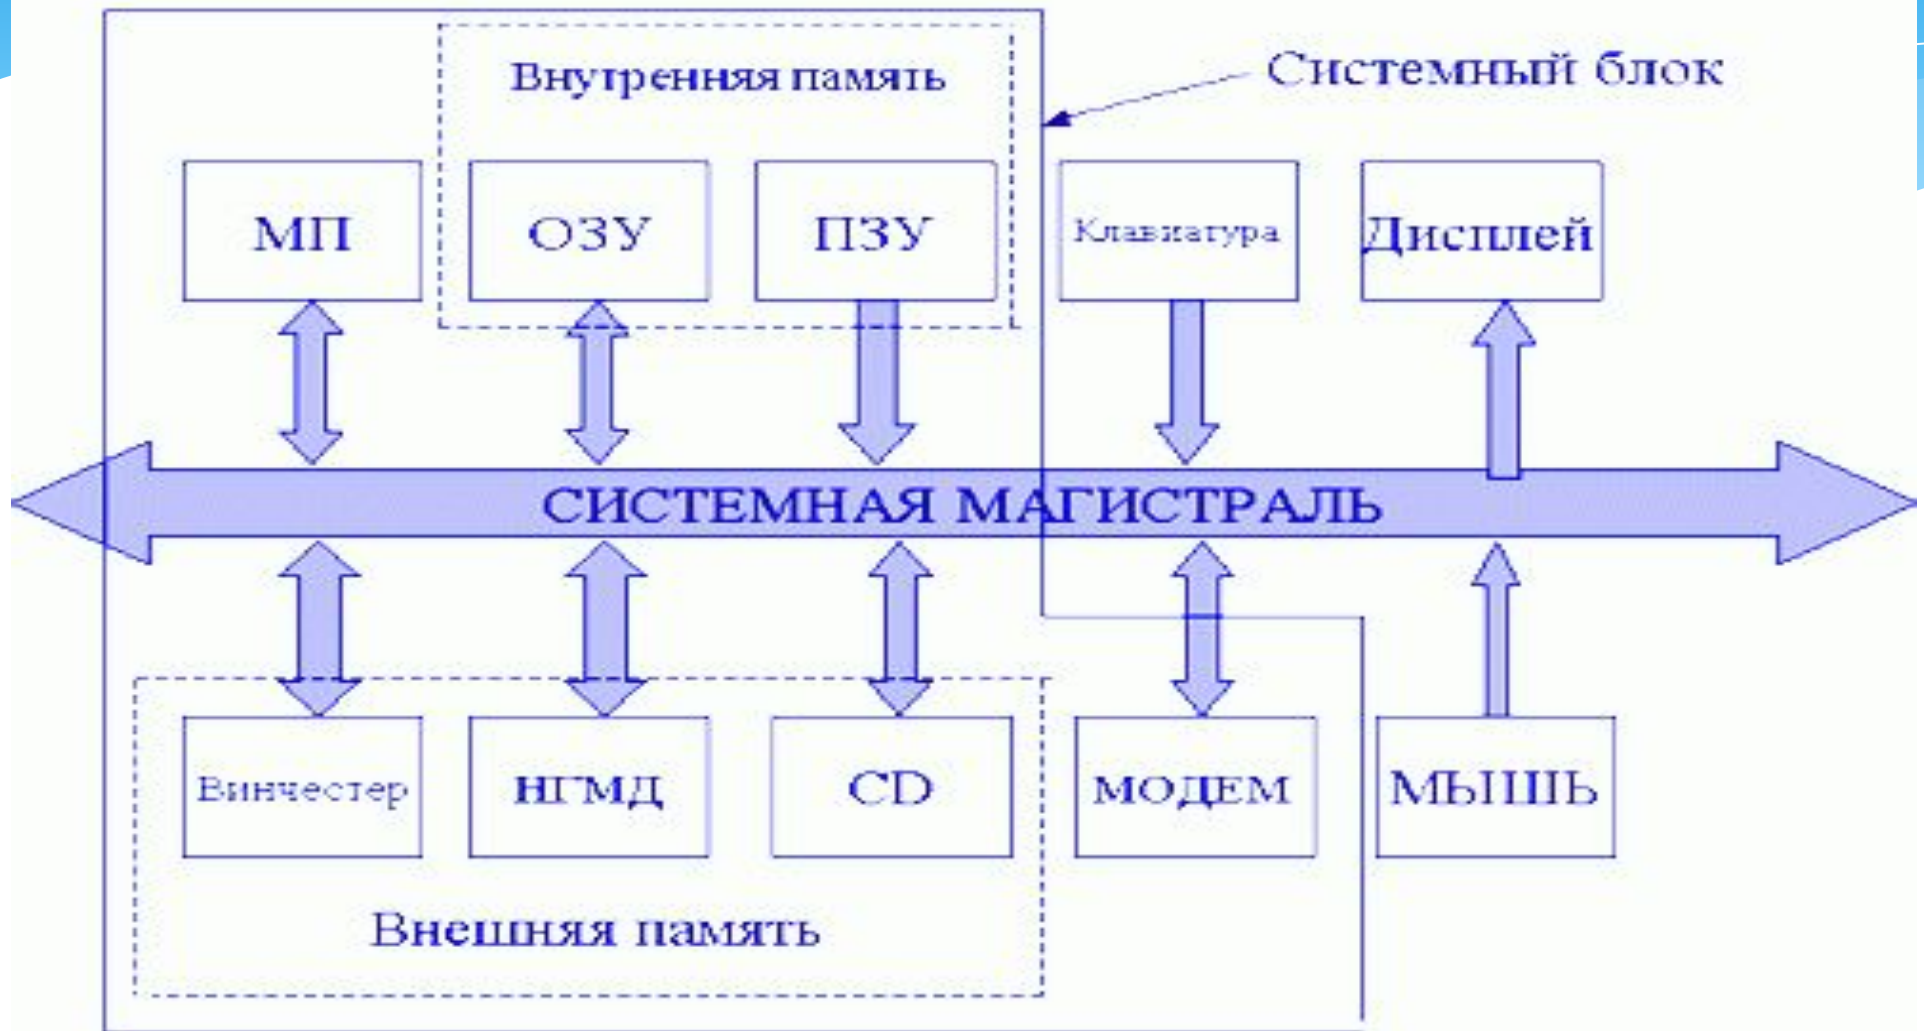 Внутренняя память
Системный блок
МП
ОЗУ
ПЗУ
Клавиатура
Дисплей
СИСТЕМНАЯ МАГИСТРАЛЬ
Винчестер
НГМД
CD
МОДЕМ
МЫШЬ
Внешняя память